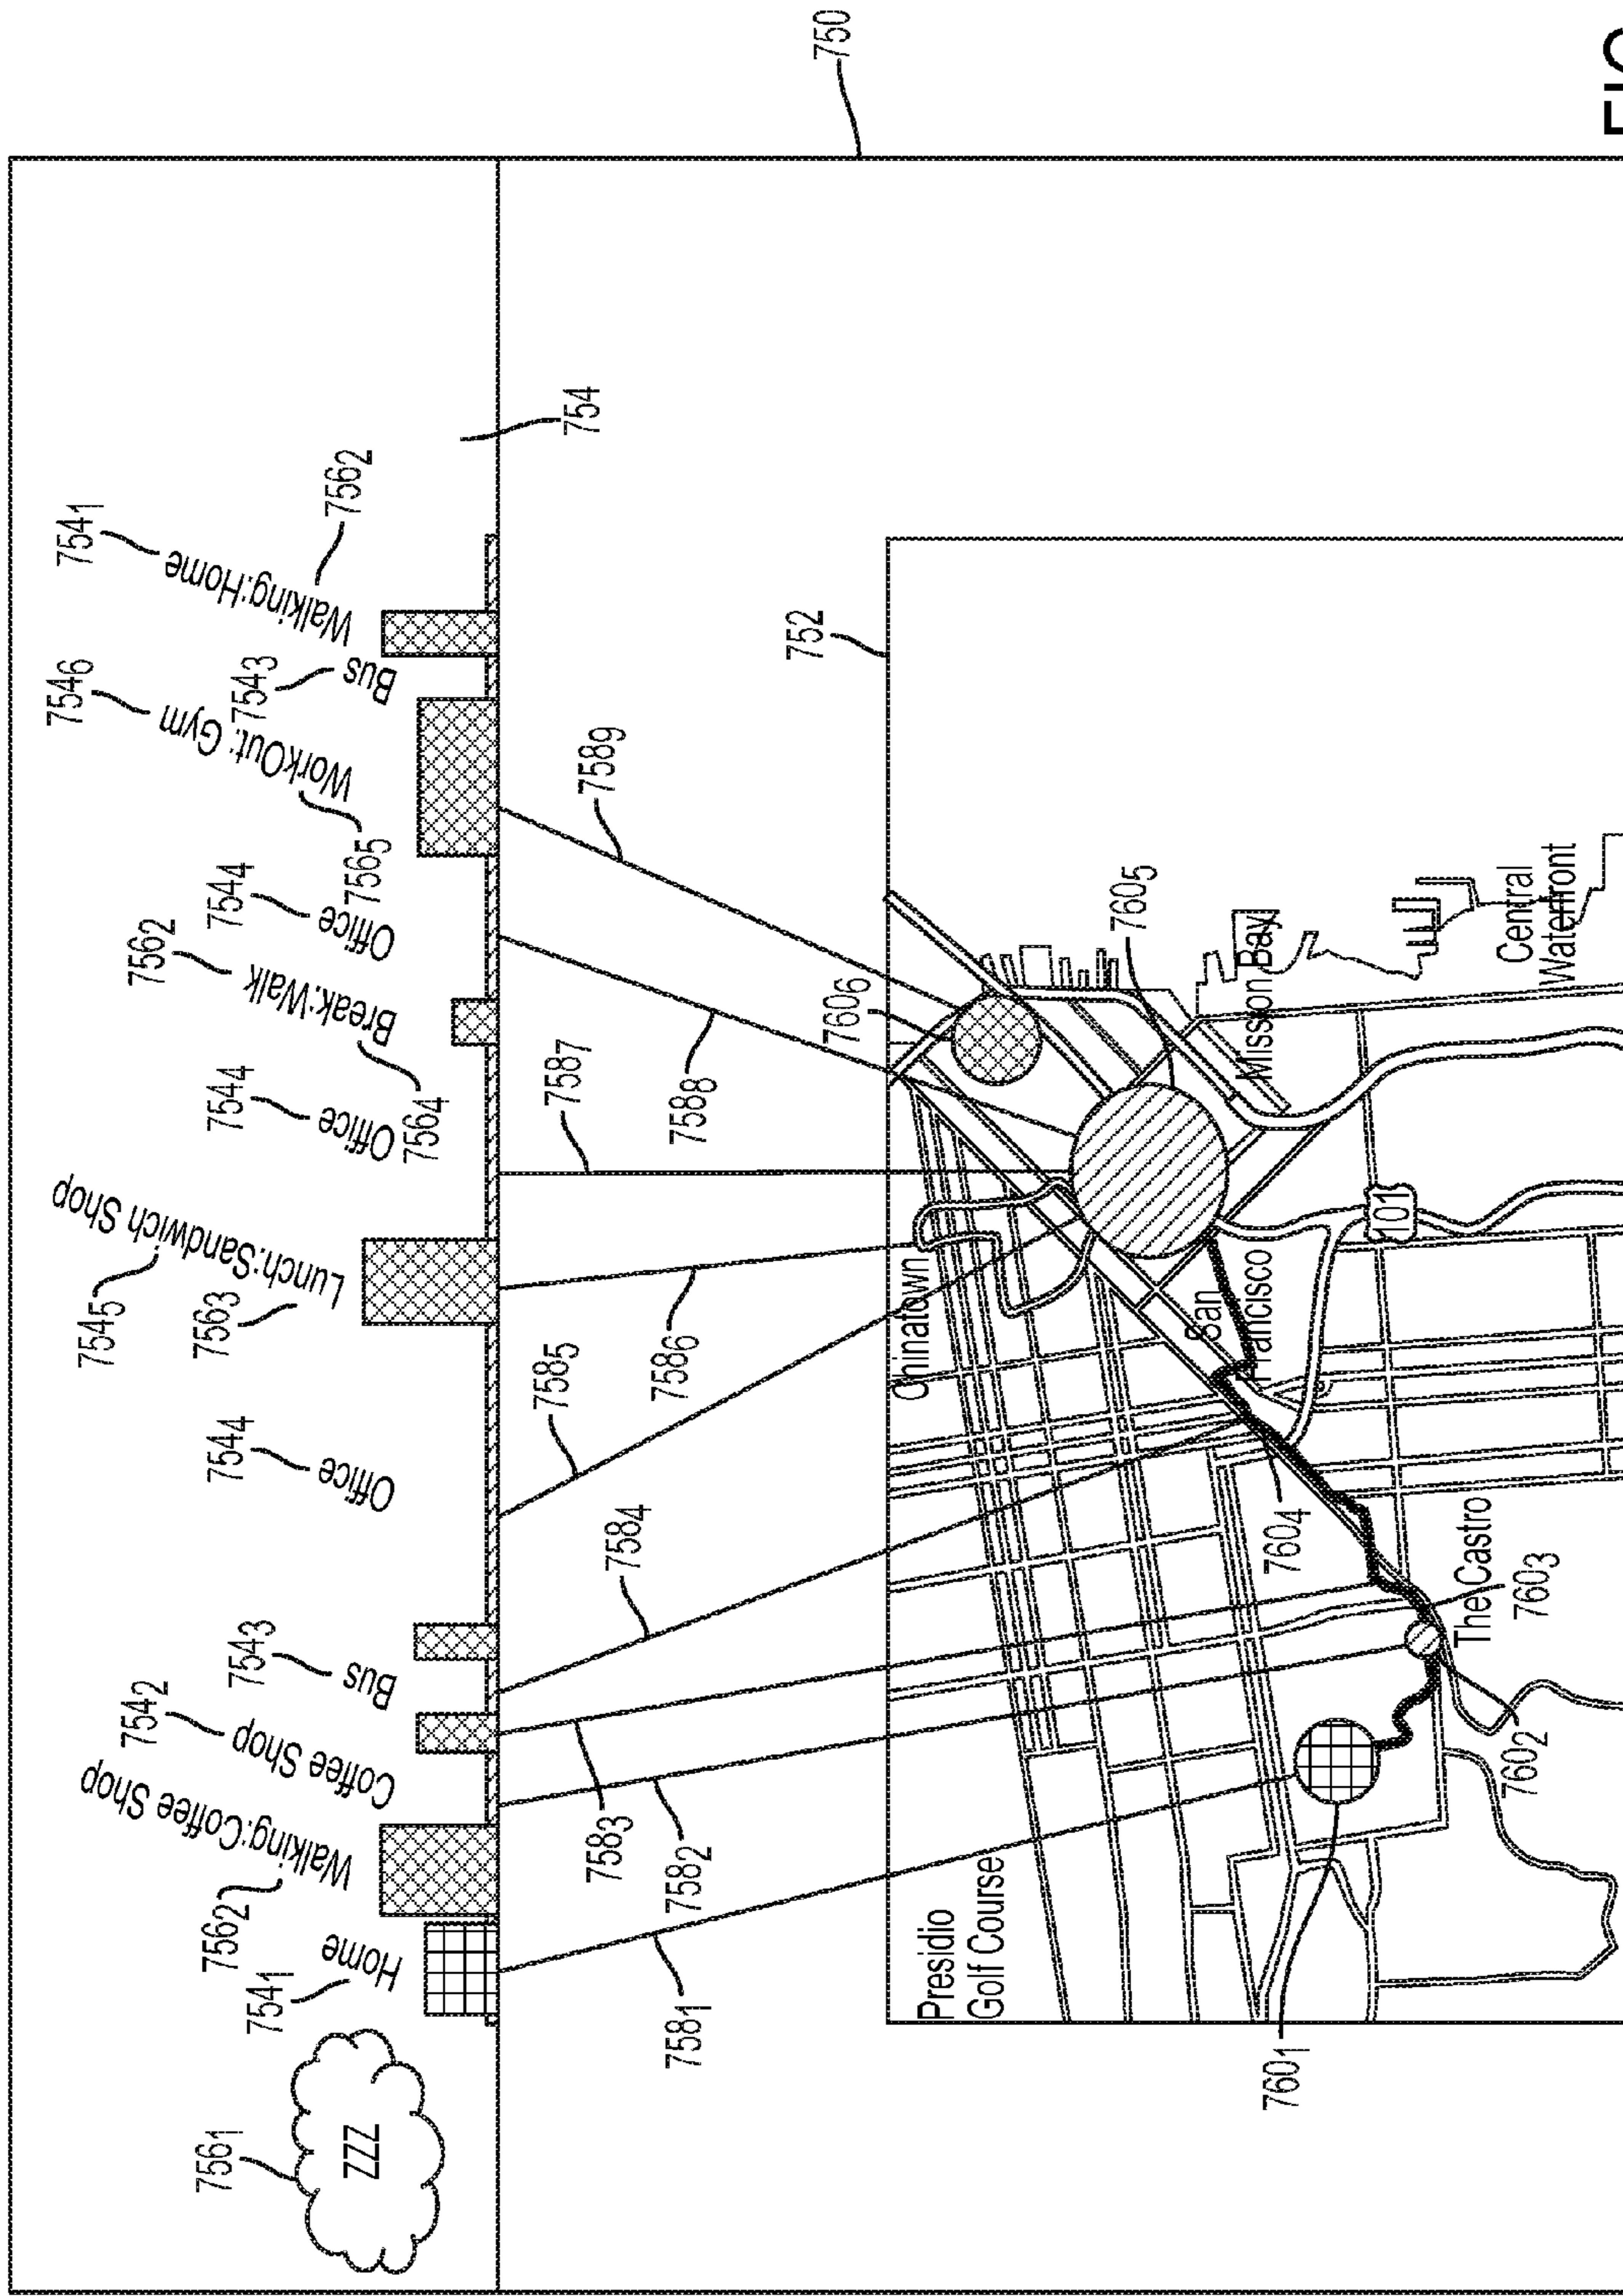 756₁
ZZZ
754₁
Home
756₂
Walking:Coffee Shop
754₂
Coffee Shop
754₃
Bus
754₄
Office
754₅
756₃
Lunch:Sandwich Shop
754₄
Office
756₄
Break:Walk
756₂
754₄
Office
756₅
WorkOut: Gym
754₆
754₃
Bus
Walking:Home
754₁
756₂
754
750
758₁
758₂
758₃
758₄
758₅
758₆
758₇
758₈
758₉
752
Presidio
Golf Course
Chinatown
760₆
760₅
San
Francisco
Mission Bay
101
Central
Waterfront
760₁
760₄
The Castro
760₂
760₃